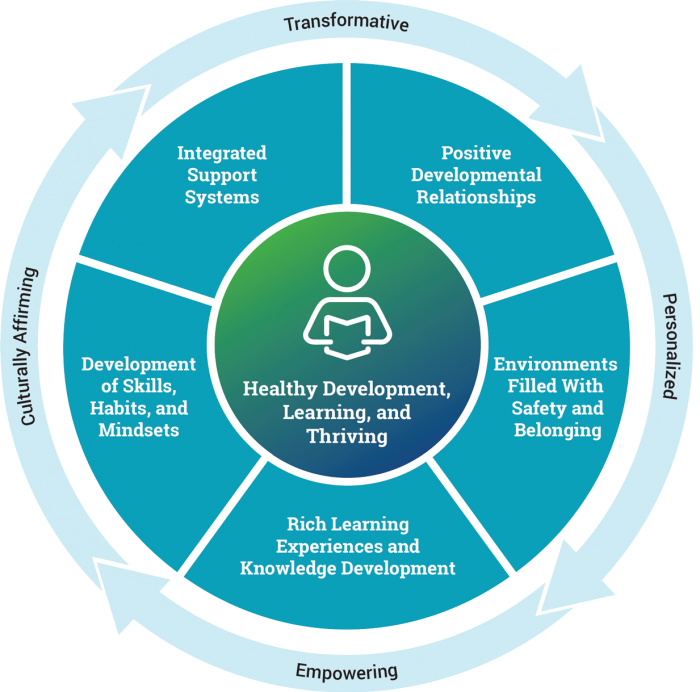 Transformative
Integrated
Support
Systems
Positive
Developmental
Relationships
Culturally Affirming
Personalized
Development
of Skills,
Habits, and
Mindsets
Healthy Development,
Learning, and
Thriving
Environments
Filled With
Safety and
Belonging
Rich Learning
Experiences and
Knowledge Development
Empowering